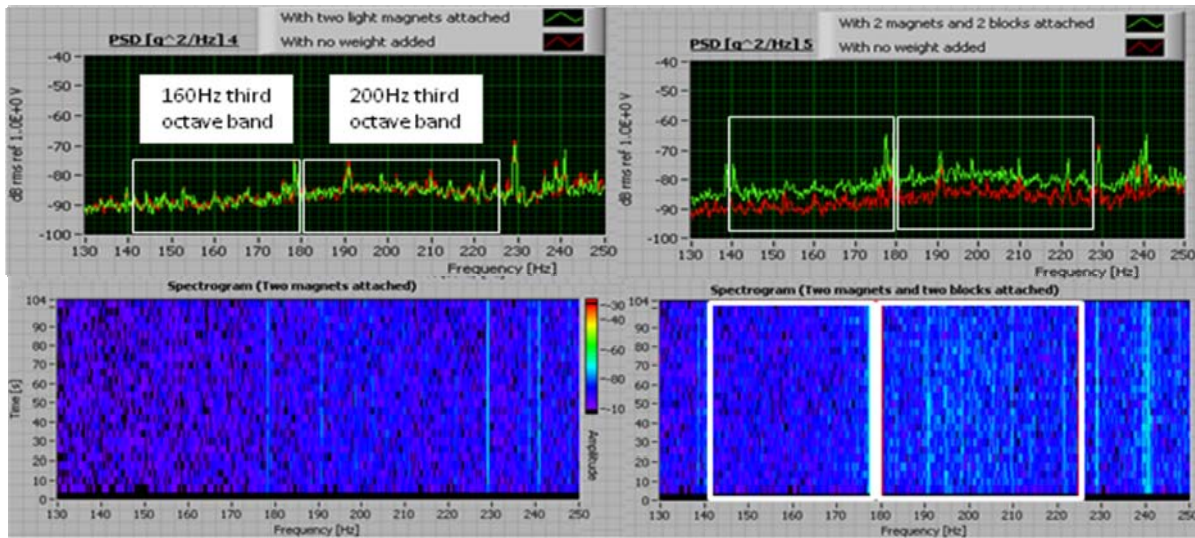 With two light magnets attached
With no weight added
PSD [g^2/Hz] 4
160Hz third
octave band
200Hz third
octave band
dB rms ref 1.0E+0 V
-40
-50
-60
-70
-80
-90
-100
130 140 150 160 170 180 190 200 210 220 230 240 250
Frequency [Hz]
With 2 magnets and 2 blocks attached
With no weight added
PSD [g^2/Hz] 5
dB rms ref 1.0E+0 V
-40
-50
-60
-70
-80
-90
-100
130 140 150 160 170 180 190 200 210 220 230 240 250
Frequency [Hz]
Spectrogram (Two magnets attached)
Time [s]
104
90
80
70
60
50
40
30
20
10
0
130 140 150 160 170 180 190 200 210 220 230 240 250
Frequency [Hz]
-30
-40
-60
-80
-10
Amplitude
Spectrogram (Two magnets and two blocks attached)
104
90
80
70
60
50
40
30
20
10
0
130 140 150 160 170 180 190 200 210 220 230 240 250
Frequency [Hz]